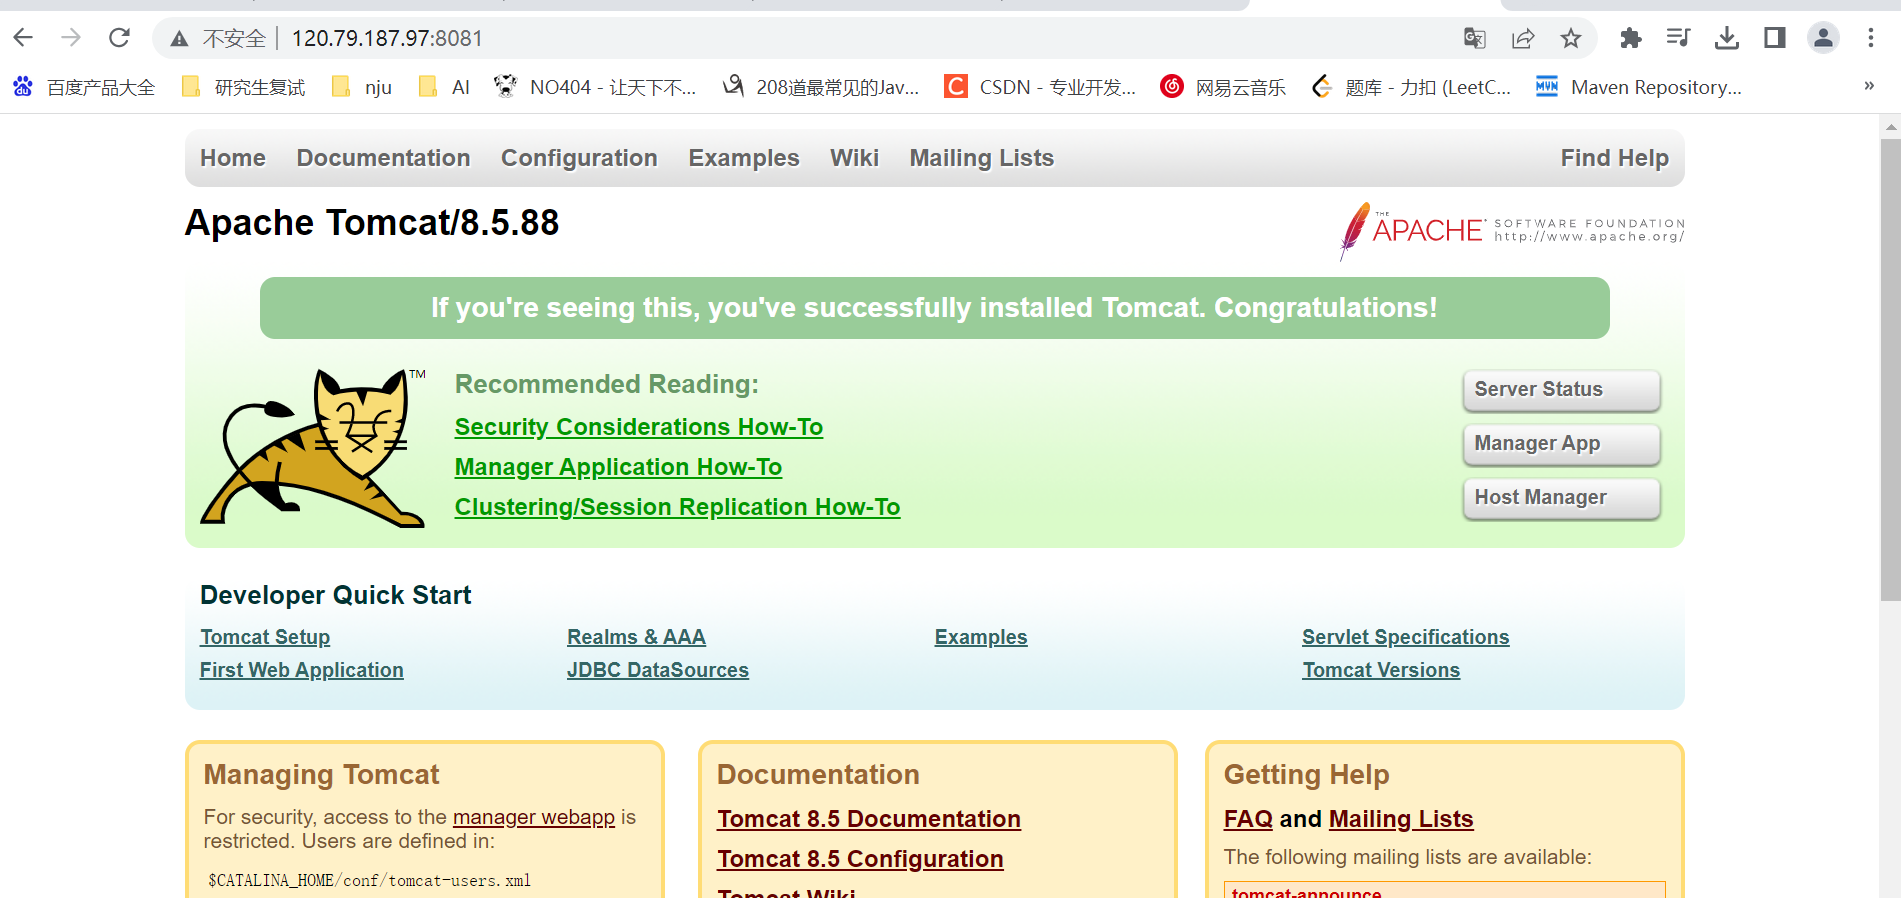 不安全 120.79.187.97:8081
百度产品大全 研究生复试 nju AI NO404 - 让天下不... 208道最常见的Jav... CSDN - 专业开发... 网易云音乐 题库 - 力扣 (LeetC... Maven Repository... »
Home Documentation Configuration Examples Wiki Mailing Lists Find Help
Apache Tomcat/8.5.88
THE APACHE SOFTWARE FOUNDATION
http://www.apache.org/
If you're seeing this, you've successfully installed Tomcat. Congratulations!
TM
Recommended Reading:
Security Considerations How-To
Manager Application How-To
Clustering/Session Replication How-To
Server Status
Manager App
Host Manager
Developer Quick Start
Tomcat Setup
First Web Application
Realms & AAA
JDBC DataSources
Examples
Servlet Specifications
Tomcat Versions
Managing Tomcat
For security, access to the manager webapp is
restricted. Users are defined in:
$CATALINA_HOME/conf/tomcat-users.xml
Documentation
Tomcat 8.5 Documentation
Tomcat 8.5 Configuration
Tomcat Wiki
Getting Help
FAQ and Mailing Lists
The following mailing lists are available:
tomcat-announce